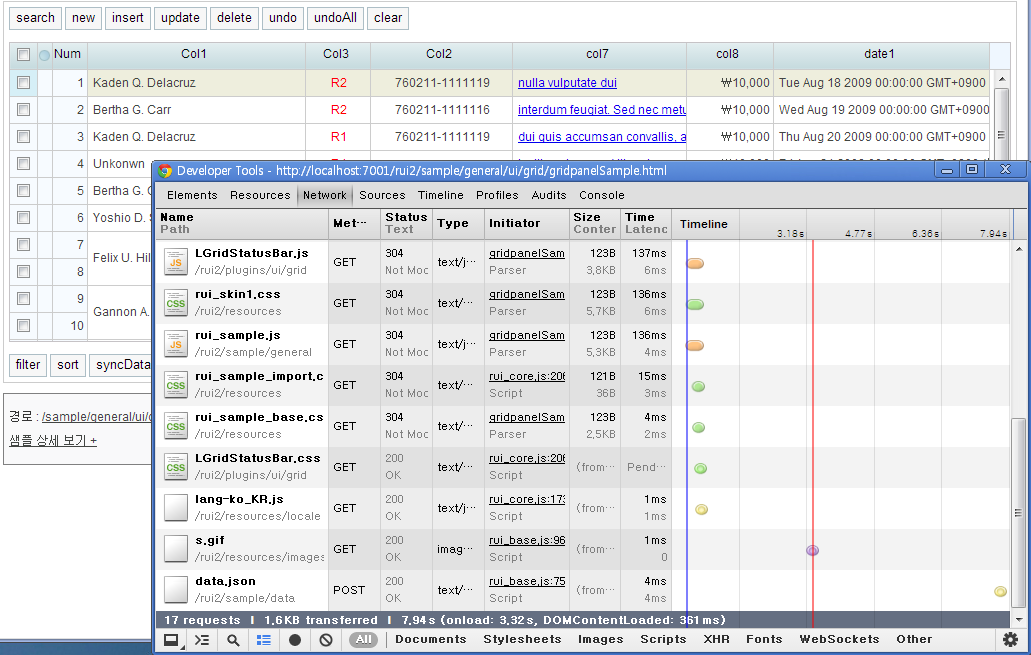 search new insert update delete undo undoAll clear
Num Col1 Col3 Col2 col7 col8 date1
1 Kaden Q. Delacruz R2 760211-1111119 nulla vulputate dui ₩10,000 Tue Aug 18 2009 00:00:00 GMT+0900
2 Bertha G. Carr R2 760211-1111116 interdum feugiat. Sed nec metu ₩10,000 Wed Aug 19 2009 00:00:00 GMT+0900
3 Kaden Q. Delacruz R1 760211-1111119 dui quis accumsan convallis, a ₩10,000 Thu Aug 20 2009 00:00:00 GMT+0900
4 Unkonwn
5 Bertha G. C
6 Yoshio D. S
7
Felix U. Hil
8
9
Gannon A.
10
filter sort syncData
경로 : /sample/general/ui/g
샘플 상세 보기 +
Developer Tools - http://localhost:7001/rui2/sample/general/ui/grid/gridpanelSample.html
Elements Resources Network Sources Timeline Profiles Audits Console
Name Met… Status Type Initiator Size Time Timeline
Path Text Conter Latenc 3.18s 4.77s 6.36s 7.94s
LGridStatusBar.js GET 304 text/j… gridpanelSam 123B 137ms
/rui2/plugins/ui/grid Not Moc Parser 3.8KB 6ms
rui_skin1.css GET 304 text/… gridpanelSam 123B 136ms
/rui2/resources Not Moc Parser 5.7KB 6ms
rui_sample.js GET 304 text/j… gridpanelSam 123B 136ms
/rui2/sample/general Not Moc Parser 5.3KB 4ms
rui_sample_import.c GET 304 text/… rui_core.js:206 121B 15ms
/rui2/resources Not Moc Script 36B 3ms
rui_sample_base.cs GET 304 text/… gridpanelSam 123B 4ms
/rui2/resources Not Moc Parser 2.5KB 2ms
LGridStatusBar.css GET 200 text/… rui_core.js:206 (from… Pend…
/rui2/plugins/ui/grid OK Script
lang-ko_KR.js GET 200 text/j… rui_core.js:173 (from… 1ms
/rui2/resources/locale OK Script 1ms
s.gif GET 200 imag… rui_base.js:96 (from… 1ms
/rui2/resources/images OK Script 0
data.json POST 200 text/… rui_base.js:75 (from… 4ms
/rui2/sample/data OK Script 4ms
17 requests I 1.6KB transferred I 7.94s (onload: 3.32s, DOMContentLoaded: 361ms)
All Documents Stylesheets Images Scripts XHR Fonts WebSockets Other